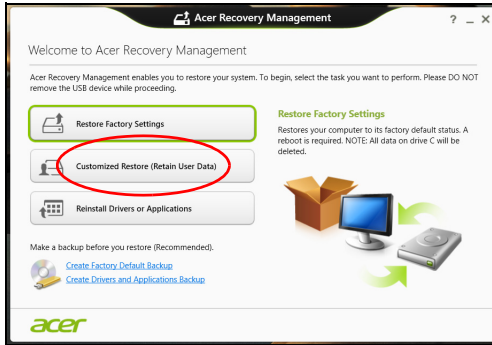 Acer Recovery Management
? _ X
Welcome to Acer Recovery Management
Acer Recovery Management enables you to restore your system. To begin, select the task you want to perform. Please DO NOT
remove the USB device while proceeding.
Restore Factory Settings
Customized Restore (Retain User Data)
Reinstall Drivers or Applications
Restore Factory Settings
Restores your computer to its factory default status. A
reboot is required. NOTE: All data on drive C will be
deleted.
Make a backup before you restore (Recommended).
Create Factory Default Backup
Create Drivers and Applications Backup
acer